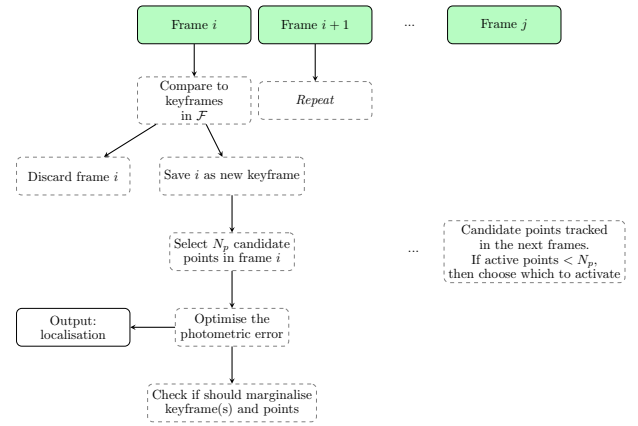 Frame i
Frame i + 1
...
Frame j
Compare to
keyframes
in ℱ
Repeat
Discard frame i
Save i as new keyframe
Select Nₚ candidate
points in frame i
...
Candidate points tracked
in the next frames.
If active points < Nₚ,
then choose which to activate
Output:
localisation
Optimise the
photometric error
Check if should marginalise
keyframe(s) and points